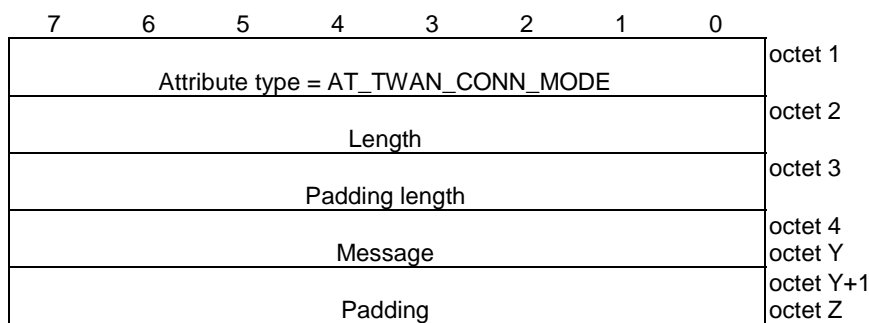 7 6 5 4 3 2 1 0
octet 1
Attribute type = AT_TWAN_CONN_MODE
octet 2
Length
octet 3
Padding length
octet 4
Message octet Y
octet Y+1
Padding octet Z